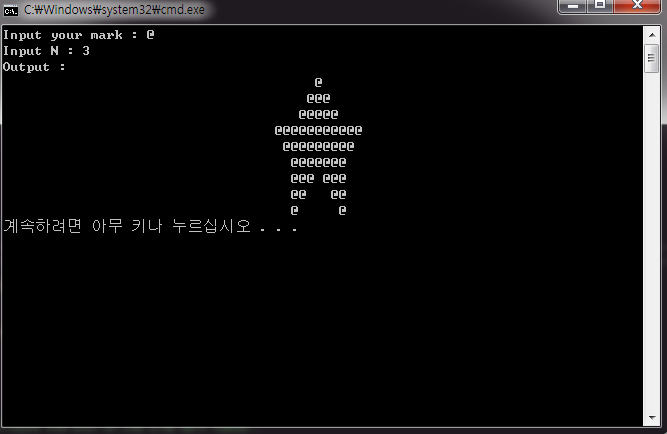 C:₩Windows₩system32₩cmd.exe
Input your mark : @
Input N : 3
Output :
                                       @
                                      @@@
                                     @@@@@
                                  @@@@@@@@@@@
                                   @@@@@@@@@
                                    @@@@@@@
                                    @@@ @@@
                                    @@   @@
                                    @     @
계속하려면 아무 키나 누르십시오 . . .